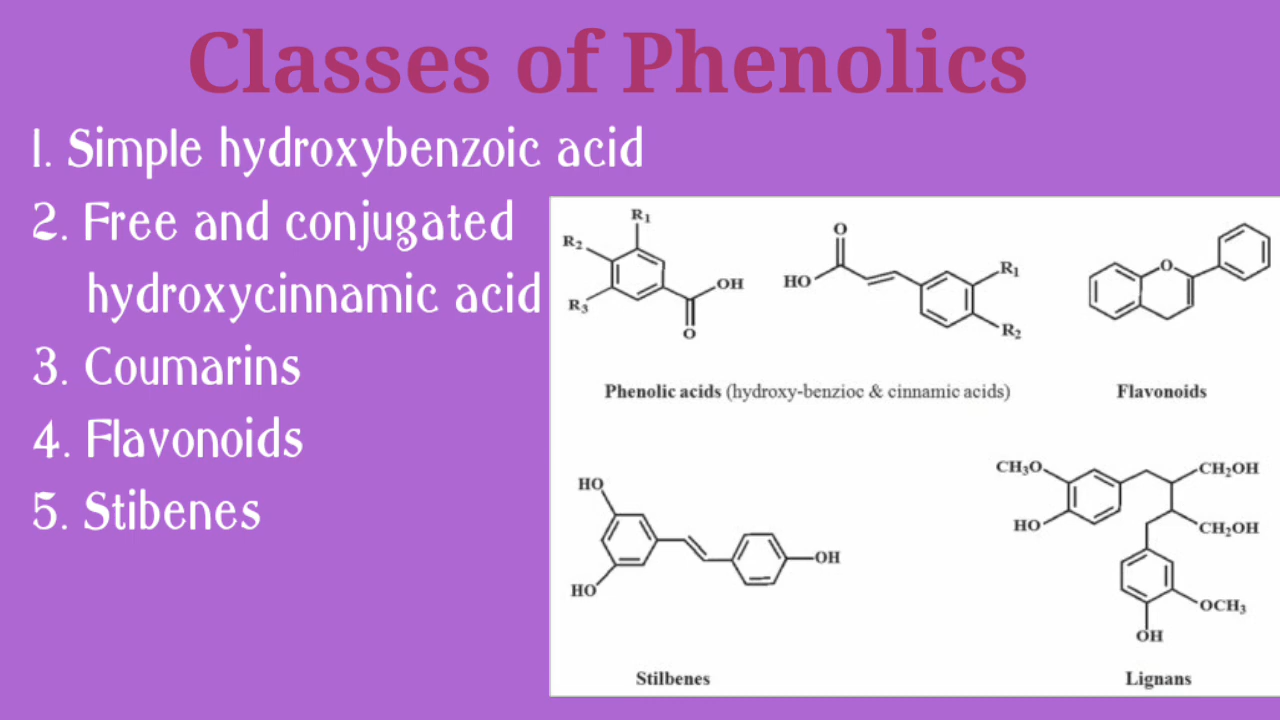 Classes of Phenolics
1. Simple hydroxybenzoic acid
2. Free and conjugated
hydroxycinnamic acid
3. Coumarins
4. Flavonoids
5. Stibenes
R₁
R₂
R₃
OH
O
O
HO
R₁
R₂
O
Phenolic acids (hydroxy-benzioc & cinnamic acids)
Flavonoids
HO
HO
OH
CH₃O
HO
CH₂OH
CH₂OH
OCH₃
OH
Stilbenes
Lignans